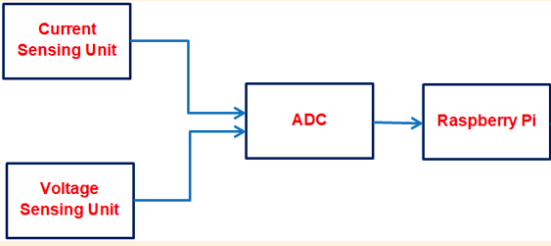 Current
Sensing Unit
ADC
Raspberry Pi
Voltage
Sensing Unit